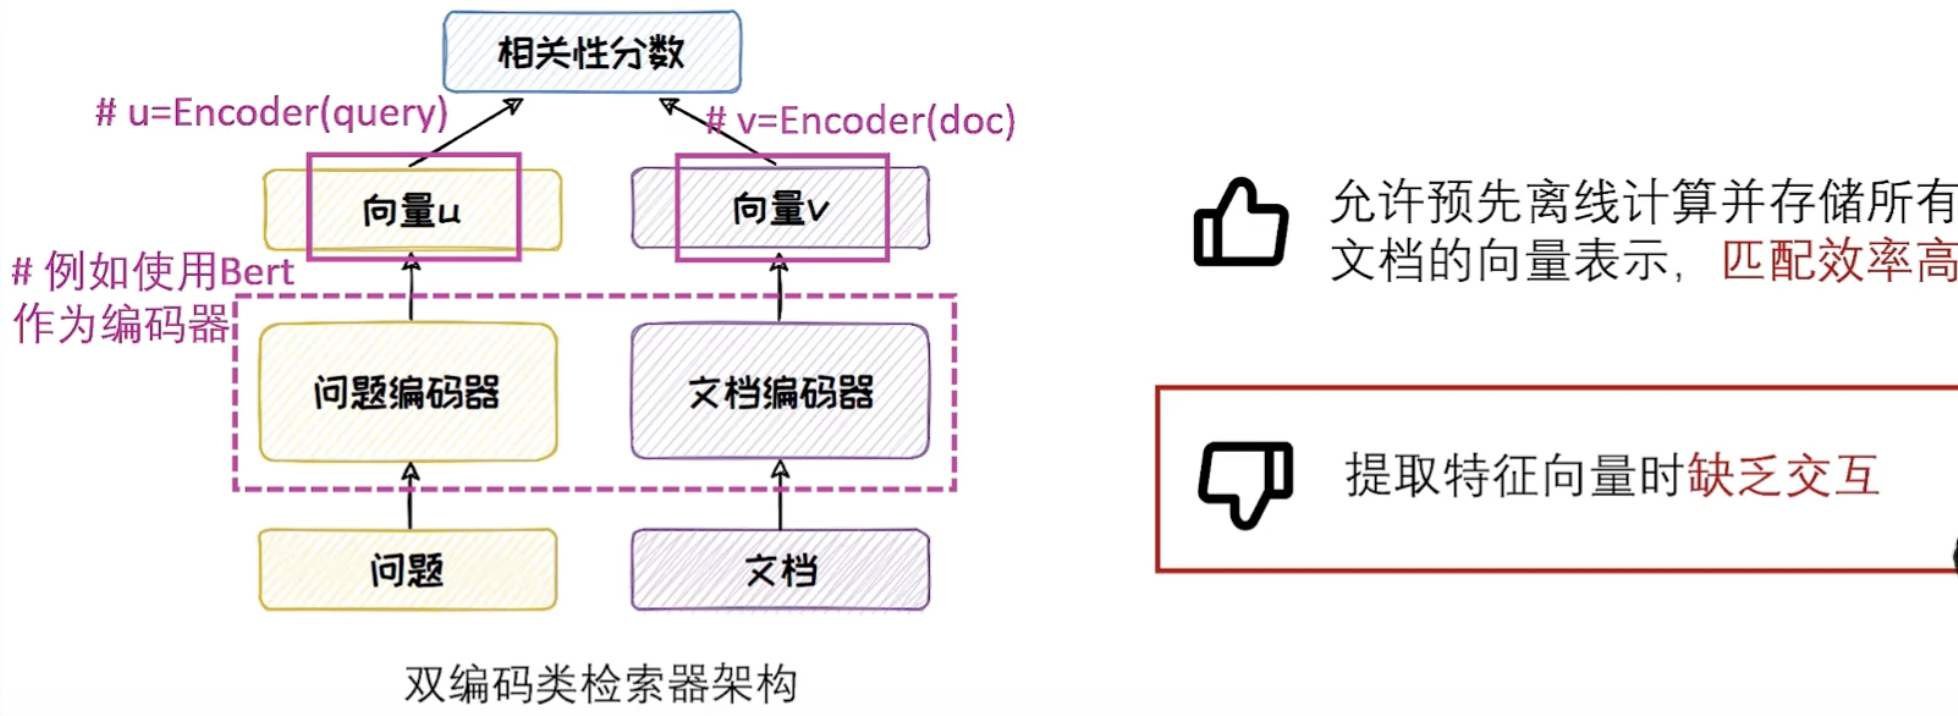 相关性分数
# u=Encoder(query)
# v=Encoder(doc)
向量u
向量v
# 例如使用Bert
作为编码器
问题编码器
文档编码器
问题
文档
双编码类检索器架构
允许预先离线计算并存储所有
文档的向量表示，匹配效率高
提取特征向量时缺乏交互